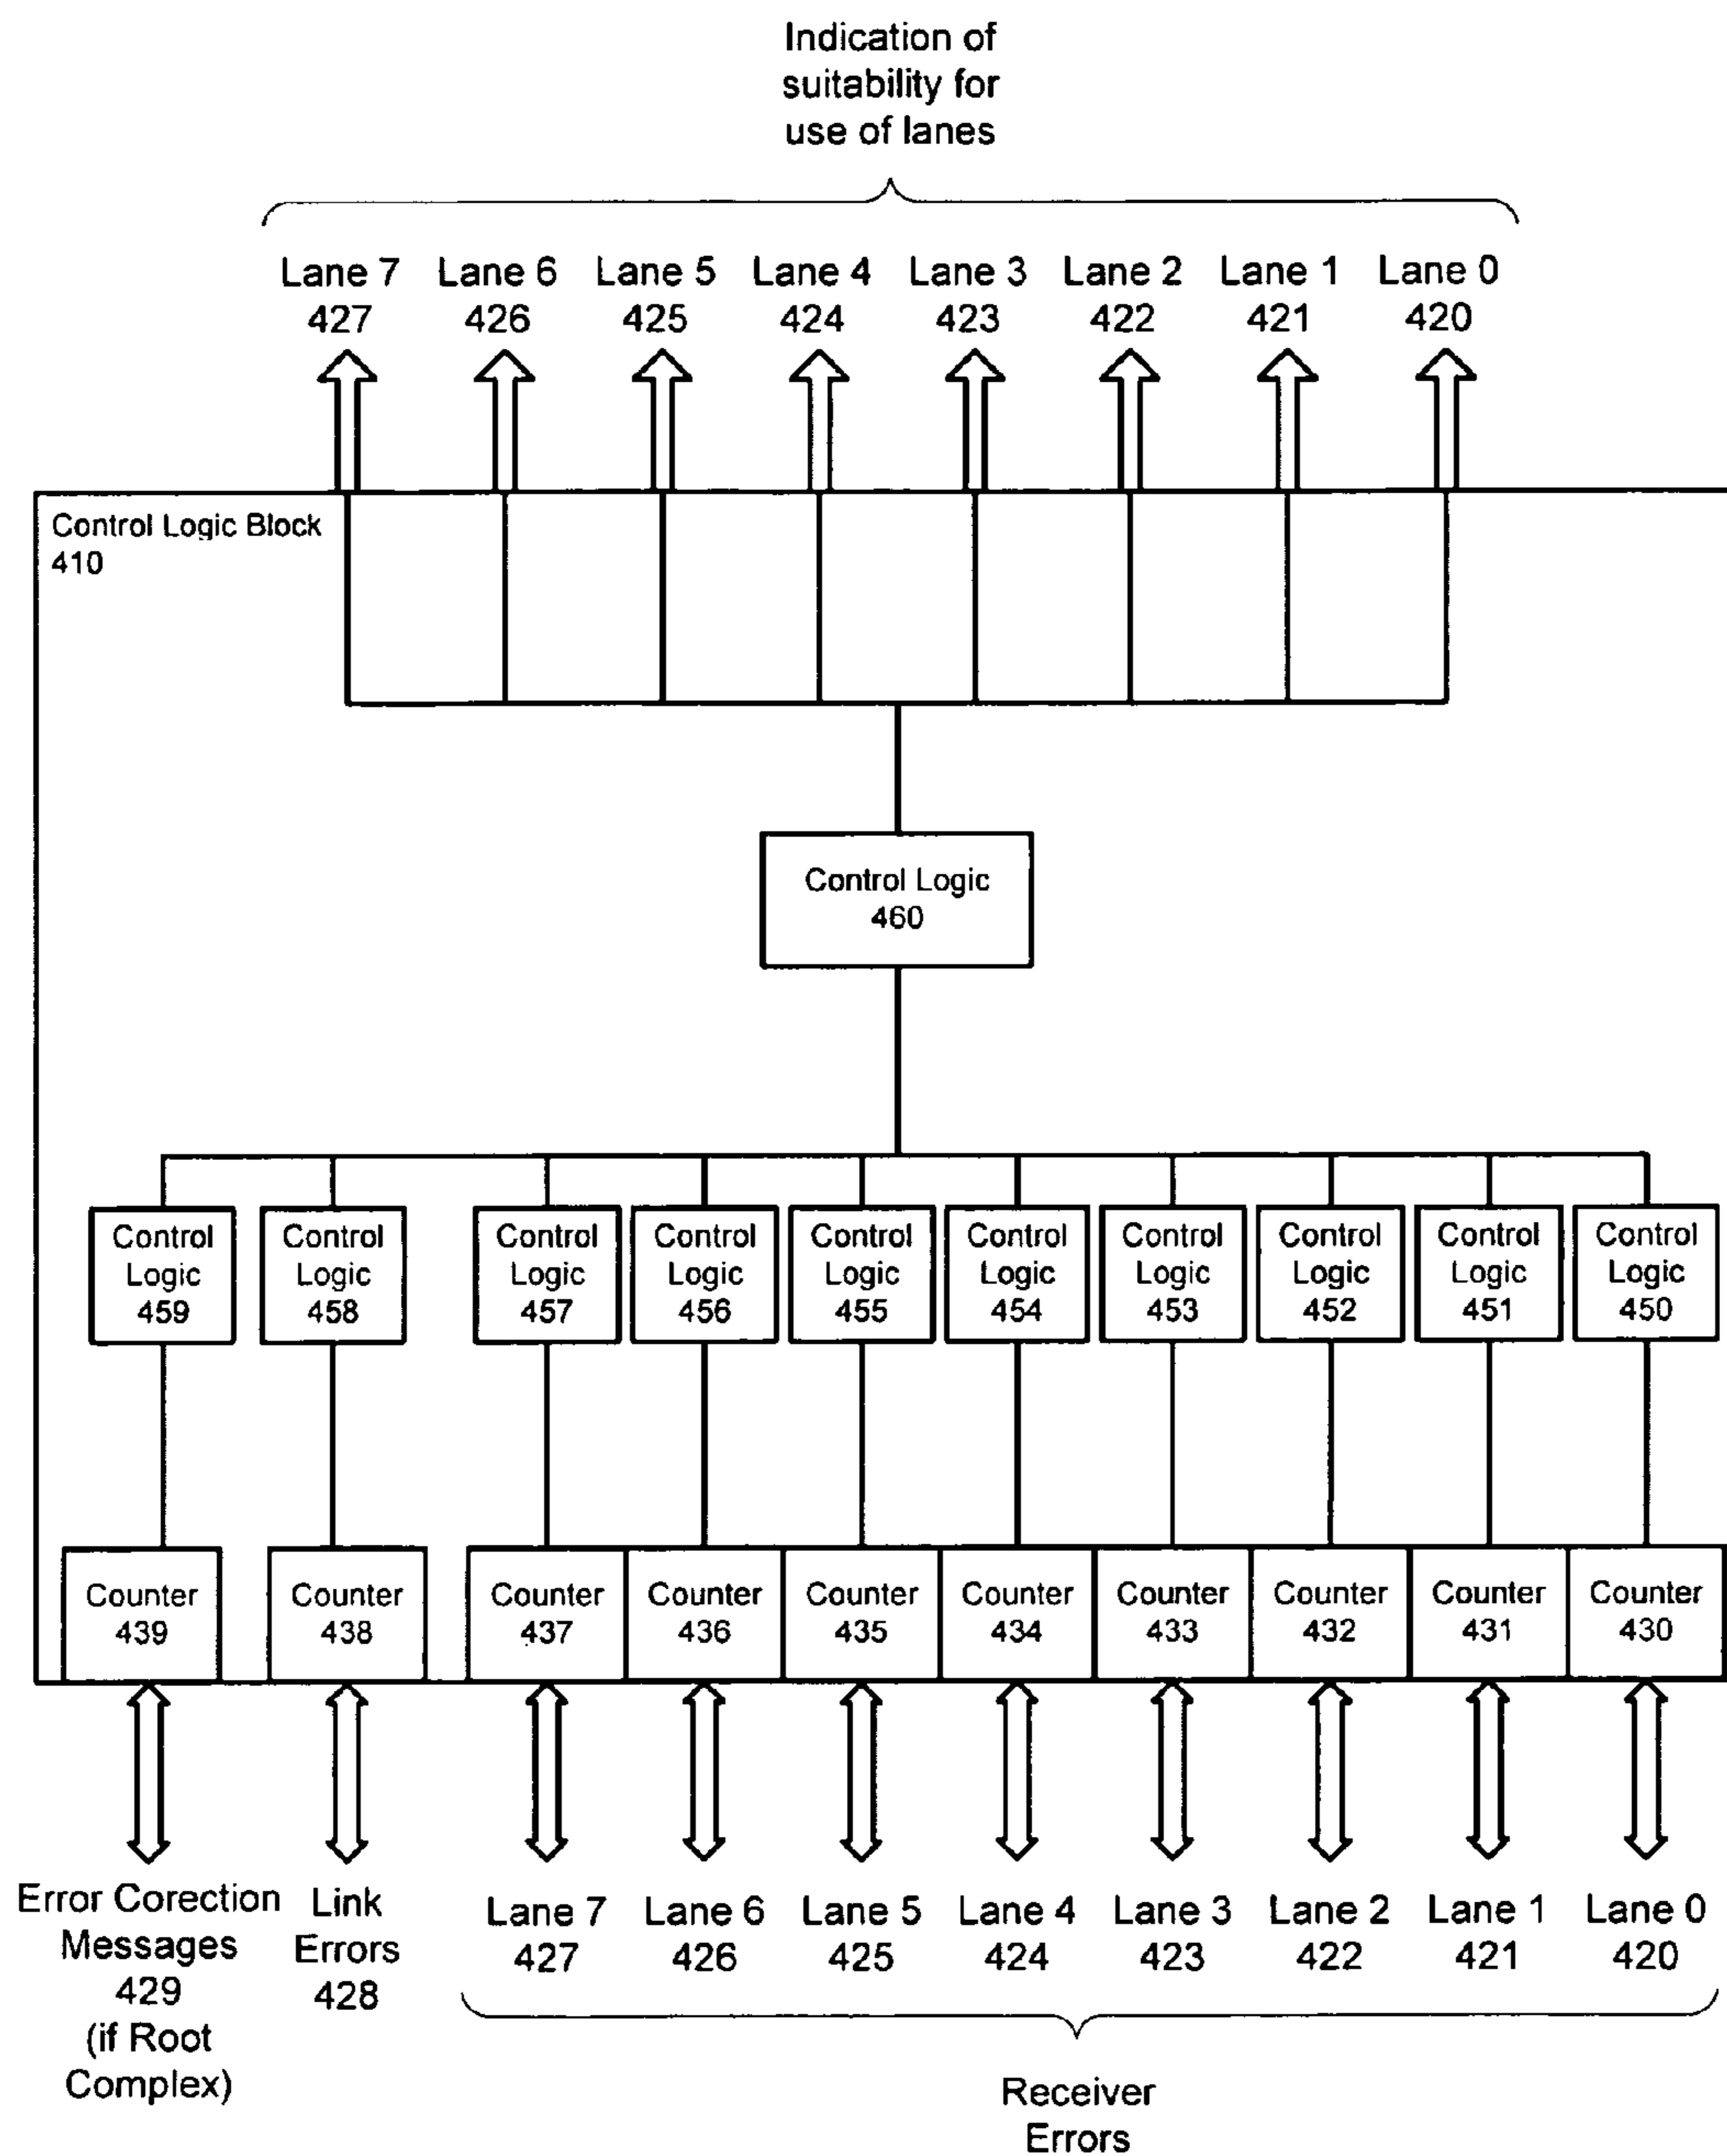 Indication of
suitability for
use of lanes
Lane 7 Lane 6 Lane 5 Lane 4 Lane 3 Lane 2 Lane 1 Lane 0
427 426 425 424 423 422 421 420
Control Logic Block
410
Control Logic
460
Control Control Control Control Control Control Control Control Control Control
Logic Logic Logic Logic Logic Logic Logic Logic Logic Logic
459 458 457 456 455 454 453 452 451 450
Counter Counter Counter Counter Counter Counter Counter Counter Counter Counter
439 438 437 436 435 434 433 432 431 430
Error Corection
Messages
429
(if Root
Complex)
Link
Errors
428
Lane 7 Lane 6 Lane 5 Lane 4 Lane 3 Lane 2 Lane 1 Lane 0
427 426 425 424 423 422 421 420
Receiver
Errors